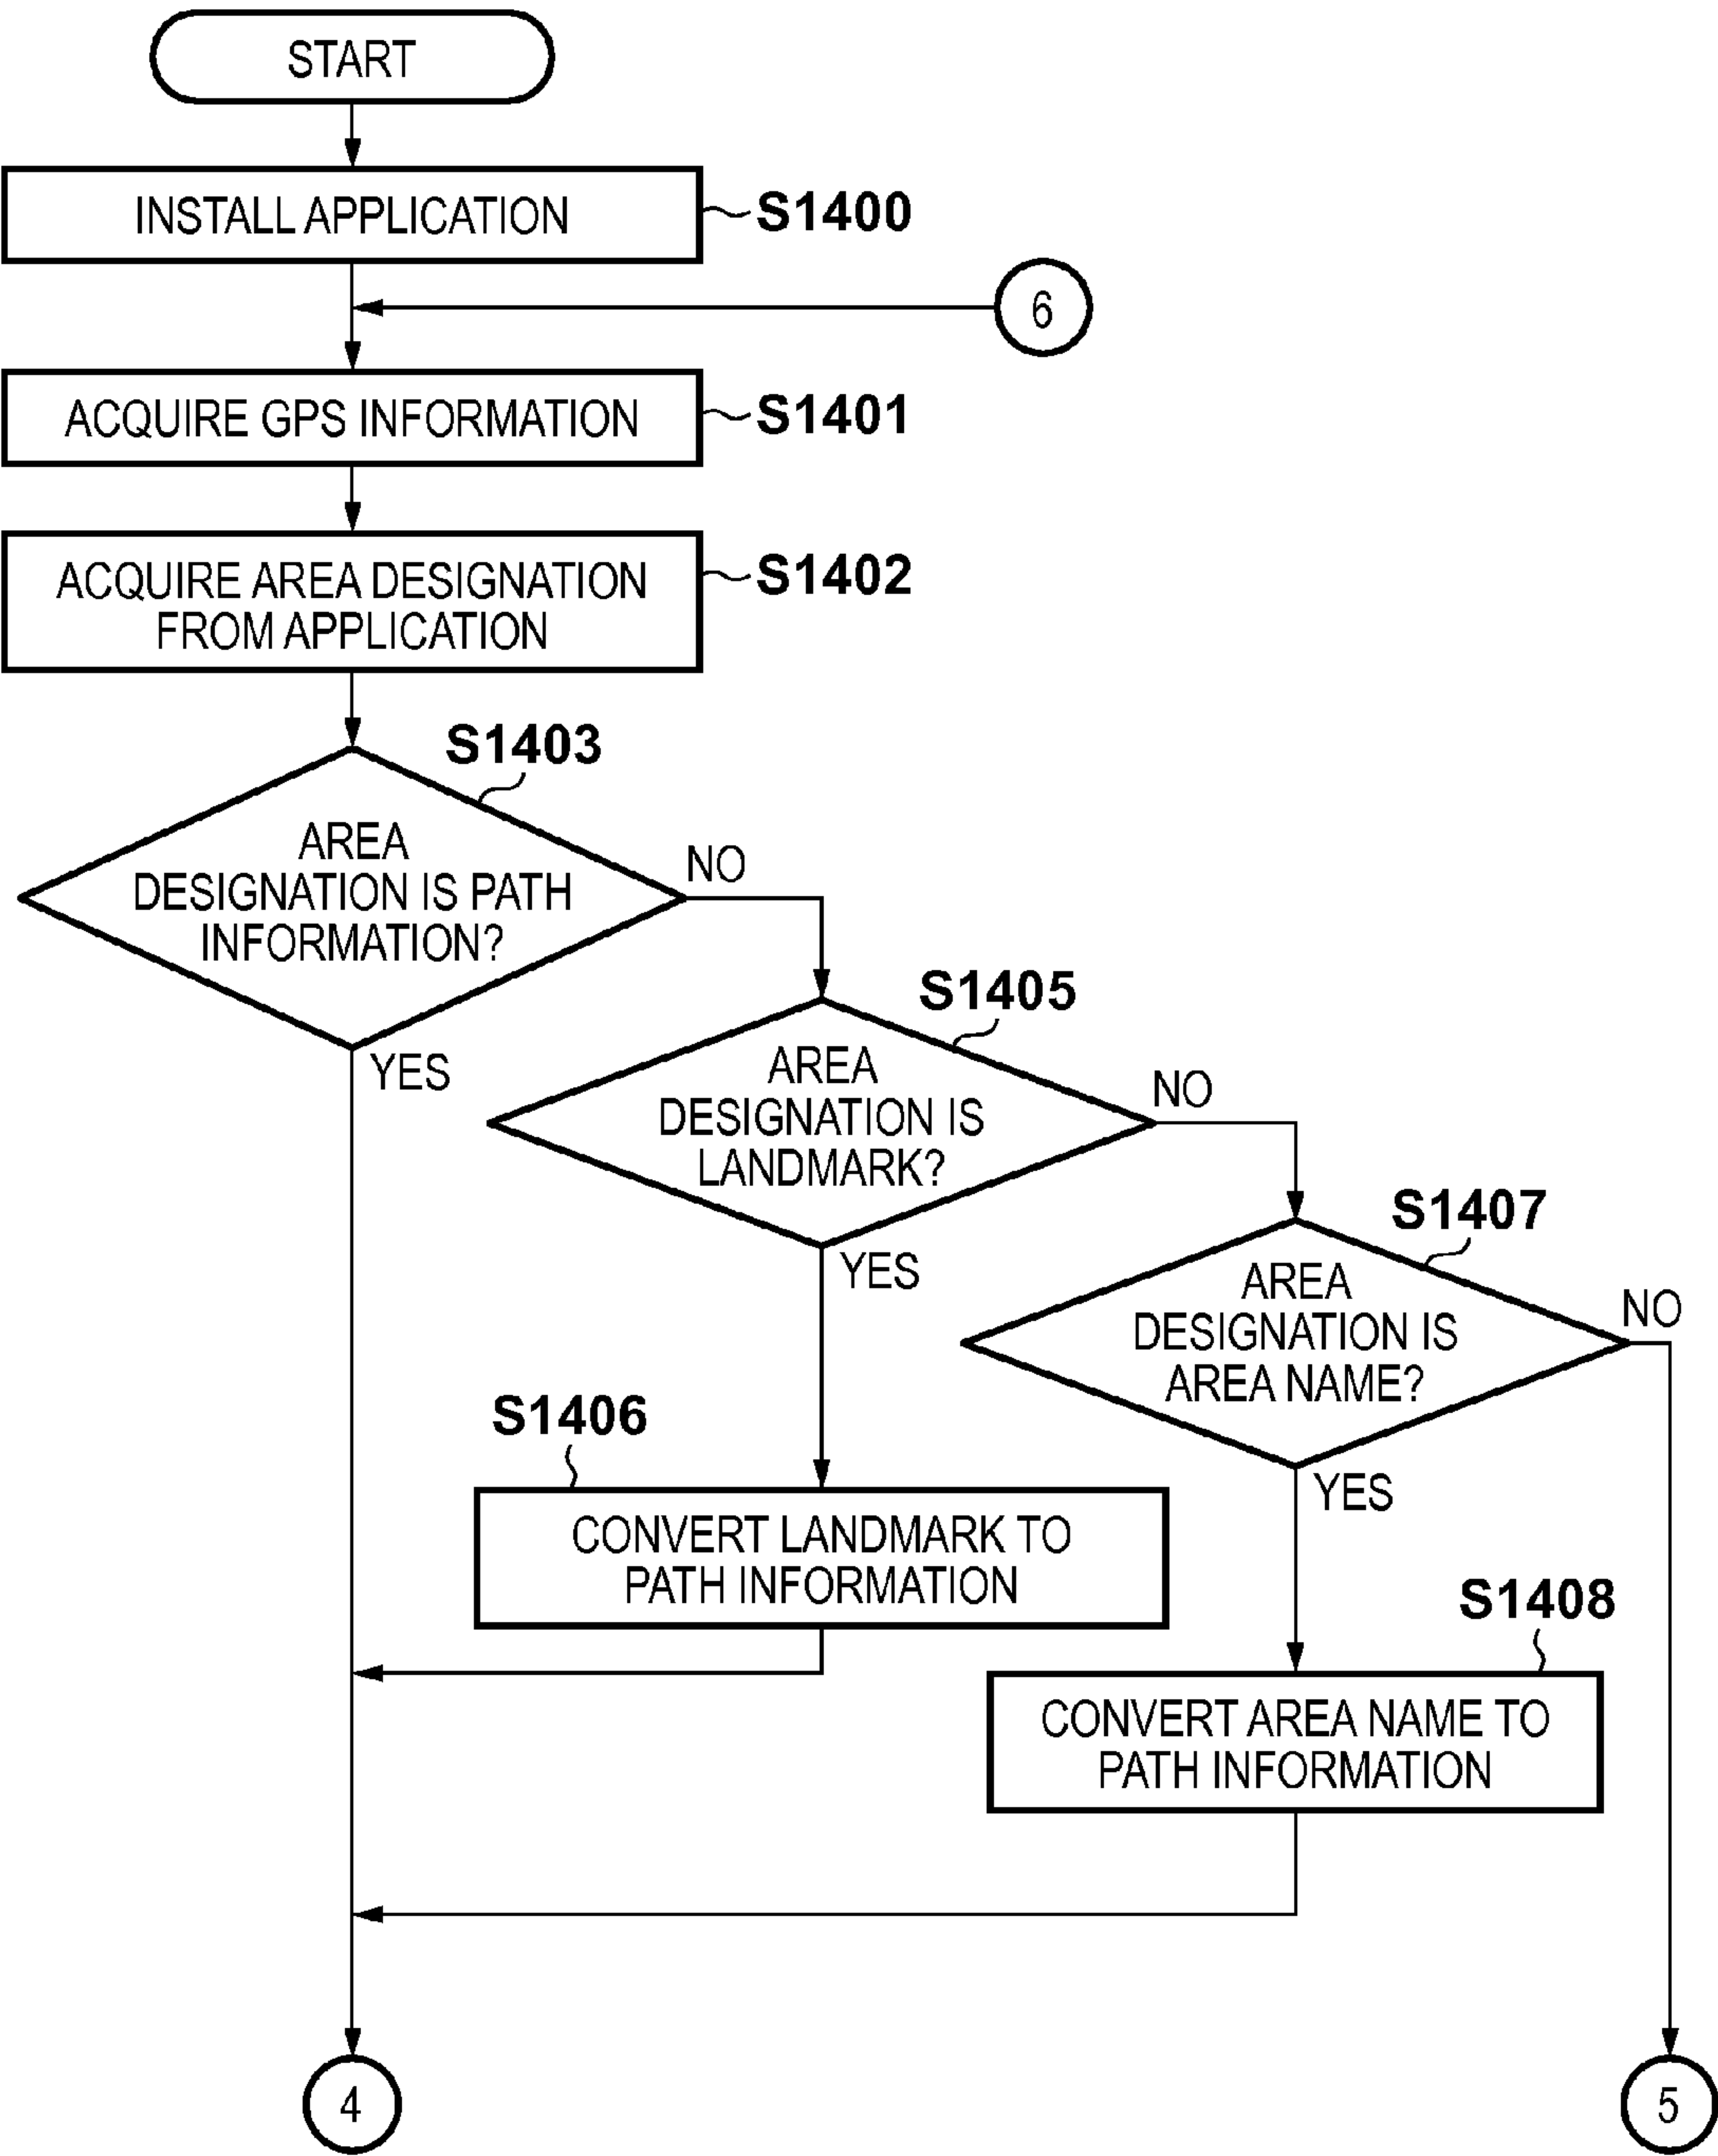 START
INSTALL APPLICATION
S1400
6
ACQUIRE GPS INFORMATION
S1401
ACQUIRE AREA DESIGNATION
FROM APPLICATION
S1402
S1403
AREA
DESIGNATION IS PATH
INFORMATION?
NO
YES
S1405
AREA
DESIGNATION IS
LANDMARK?
NO
YES
S1407
AREA
DESIGNATION IS
AREA NAME?
NO
YES
S1406
CONVERT LANDMARK TO
PATH INFORMATION
S1408
CONVERT AREA NAME TO
PATH INFORMATION
4
5